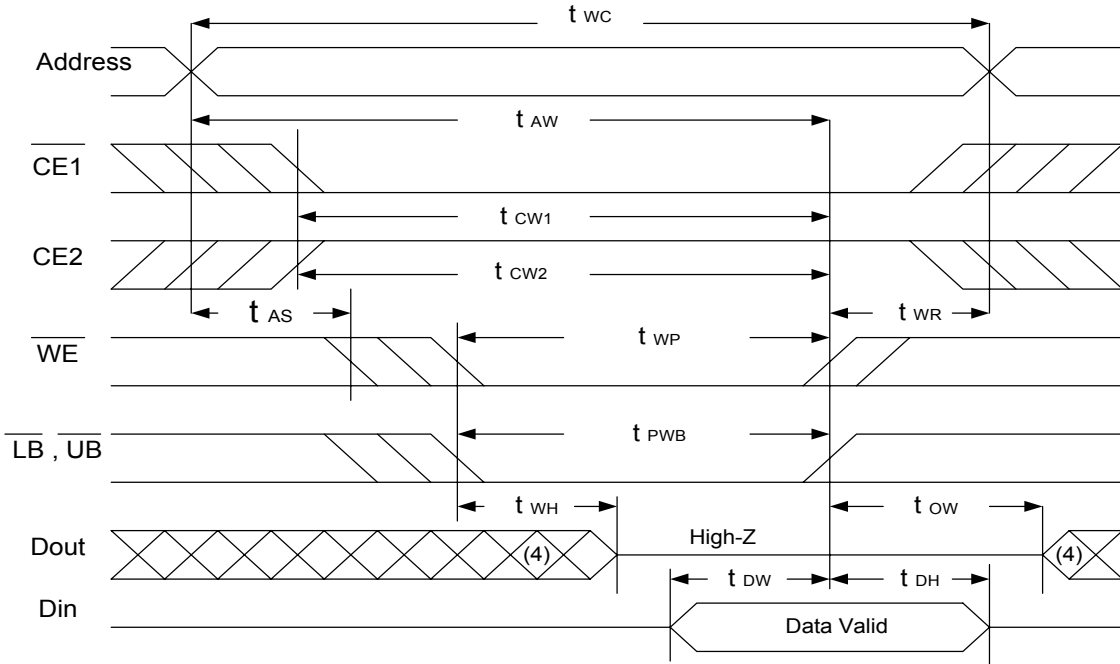 t WC
Address
t AW
CE1
t CW1
CE2
t CW2
t AS
t WR
WE
t WP
LB , UB
t PWB
t WH
t OW
Dout
(4)
High-Z
(4)
t DW
t DH
Din
Data Valid